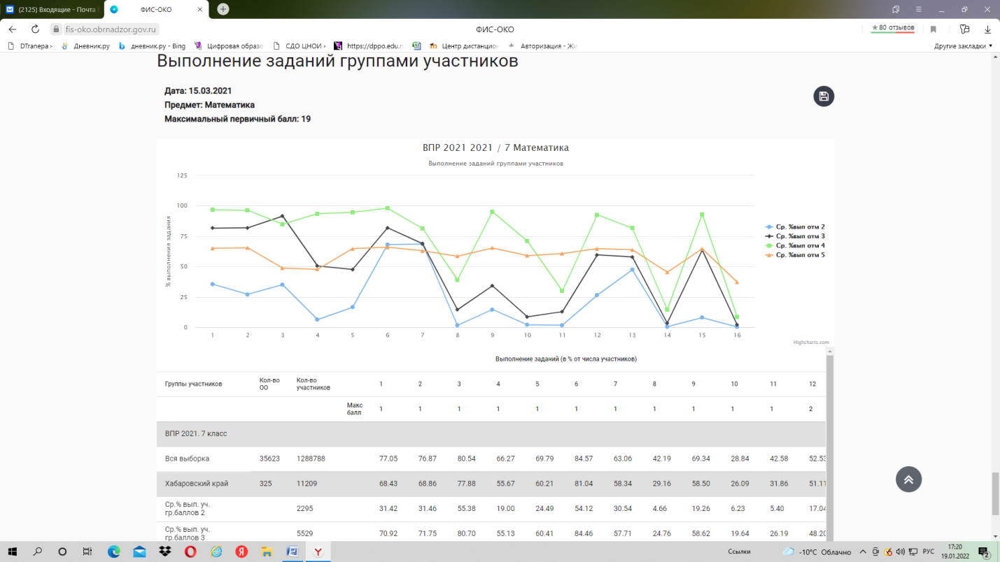 (2125) Входящие - Почта
ФИС-ОКО
fis-oko.obrnadzor.gov.ru
ФИС-ОКО
★ 80 отзывов
DTranepa ›
Дневник.ру
дневник.ру - Bing
Цифровая образо
СДО ЦНОИ ›
https://dppo.edu.ru
Центр дистанцион
Авторизация - Жи
Другие закладки ▾
Выполнение заданий группами участников
Дата: 15.03.2021
Предмет: Математика
Максимальный первичный балл: 19
ВПР 2021 2021 / 7 Математика
Выполнение заданий группами участников
% выполнения задания
125
100
75
50
25
0
1 2 3 4 5 6 7 8 9 10 11 12 13 14 15 16
Ср. %вып отм 2
Ср. %вып отм 3
Ср. %вып отм 4
Ср. %вып отм 5
Highcharts.com
Выполнение заданий (в % от числа участников)
Группы участников Кол-во ОО Кол-во участников 1 2 3 4 5 6 7 8 9 10 11 12
Макс балл 1 1 1 1 1 1 1 1 1 1 1 2
ВПР 2021. 7 класс
Вся выборка 35623 1288788 77.05 76.87 80.54 66.27 69.79 84.57 63.06 42.19 69.34 28.84 42.58 52.53
Хабаровский край 325 11209 68.43 68.86 77.88 55.67 60.21 81.04 58.34 29.16 58.50 26.09 31.86 51.11
Ср.% вып. уч. гр.баллов 2 2295 31.42 31.46 55.38 19.00 24.49 54.12 30.54 4.66 19.26 6.23 5.40 17.04
Ср.% вып. уч. гр.баллов 3 5529 70.92 71.75 80.70 55.13 60.41 84.46 57.71 24.76 58.62 19.64 26.19 48.20
Ссылки
-10°C Облачно
РУС
17:20
19.01.2022
2